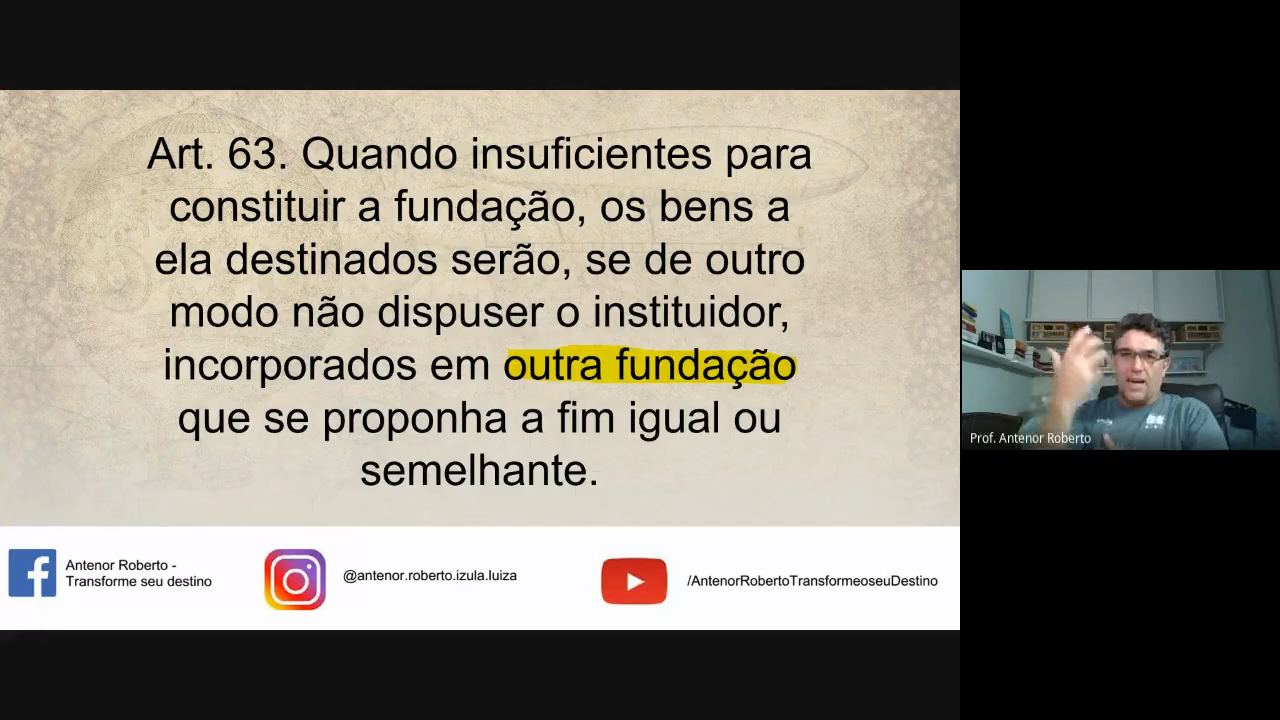 Art. 63. Quando insuficientes para
constituir a fundação, os bens a
ela destinados serão, se de outro
modo não dispuser o instituidor,
incorporados em outra fundação
que se proponha a fim igual ou
semelhante.
Antenor Roberto -
Transforme seu destino
@antenor.roberto.izula.luiza
/AntenorRobertoTransformeoseuDestino
Prof. Antenor Roberto